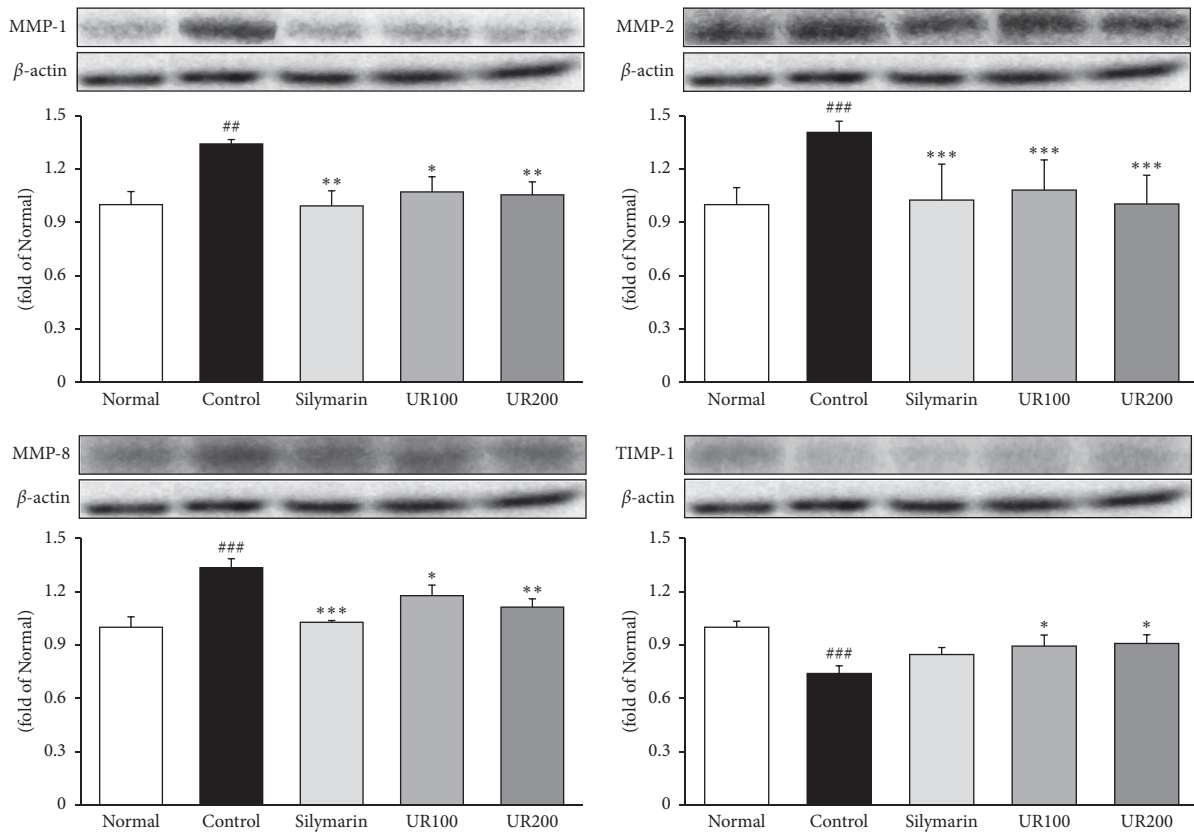 MMP-1
β-actin
1.5
##
1.2
**
*
**
0.9
0.6
0.3
0
(fold of Normal)
Normal Control Silymarin UR100 UR200
MMP-2
β-actin
1.5
###
1.2
***
***
***
0.9
0.6
0.3
0
(fold of Normal)
Normal Control Silymarin UR100 UR200
MMP-8
β-actin
1.5
###
1.2
***
*
**
0.9
0.6
0.3
0
(fold of Normal)
Normal Control Silymarin UR100 UR200
TIMP-1
β-actin
1.5
1.2
0.9
###
*
*
0.6
0.3
0
(fold of Normal)
Normal Control Silymarin UR100 UR200